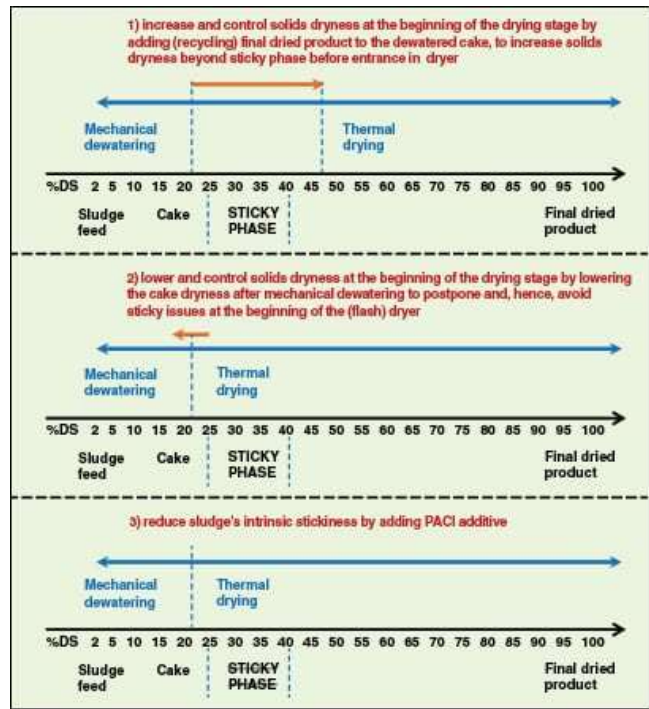 1) increase and control solids dryness at the beginning of the drying stage by
adding (recycling) final dried product to the dewatered cake, to increase solids
dryness beyond sticky phase before entrance in dryer
Mechanical
dewatering
Thermal
drying
%DS 2 5 10 15 20 25 30 35 40 45 50 55 60 65 70 75 80 85 90 95 100
Sludge
feed
Cake
STICKY
PHASE
Final dried
product
2) lower and control solids dryness at the beginning of the drying stage by lowering
the cake dryness after mechanical dewatering to postpone and, hence, avoid
sticky issues at the beginning of the (flash) dryer
Mechanical
dewatering
Thermal
drying
%DS 2 5 10 15 20 25 30 35 40 45 50 55 60 65 70 75 80 85 90 95 100
Sludge
feed
Cake
STICKY
PHASE
Final dried
product
3) reduce sludge's intrinsic stickiness by adding PACl additive
Mechanical
dewatering
Thermal
drying
%DS 2 5 10 15 20 25 30 35 40 45 50 55 60 65 70 75 80 85 90 95 100
Sludge
feed
Cake
STICKY
PHASE
Final dried
product